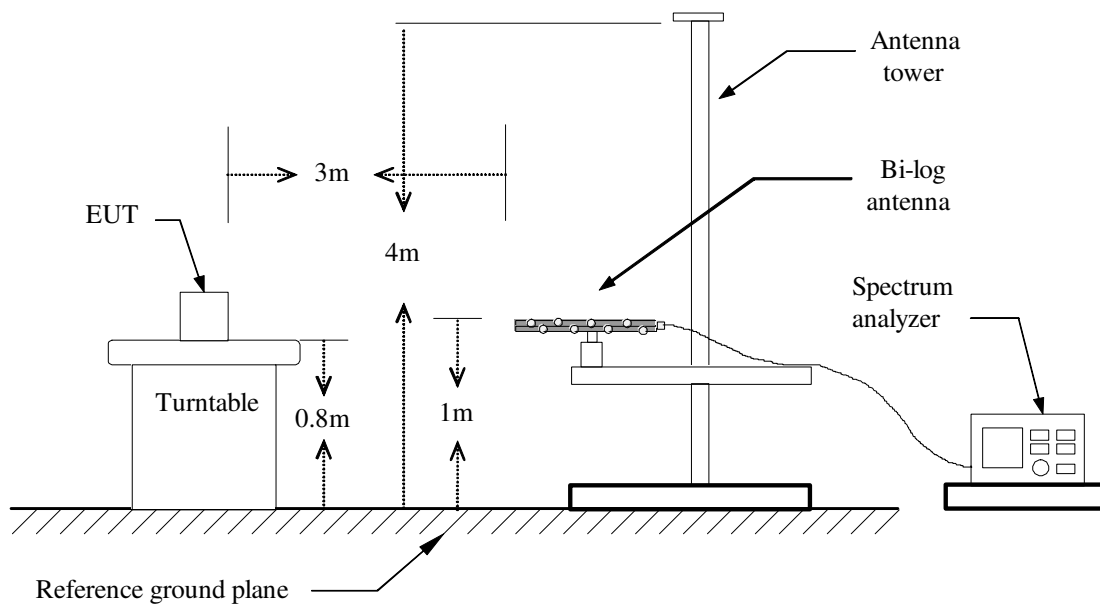 Antenna
tower
3m
Bi-log
antenna
EUT
4m
Spectrum
analyzer
Turntable
0.8m
1m
Reference ground plane